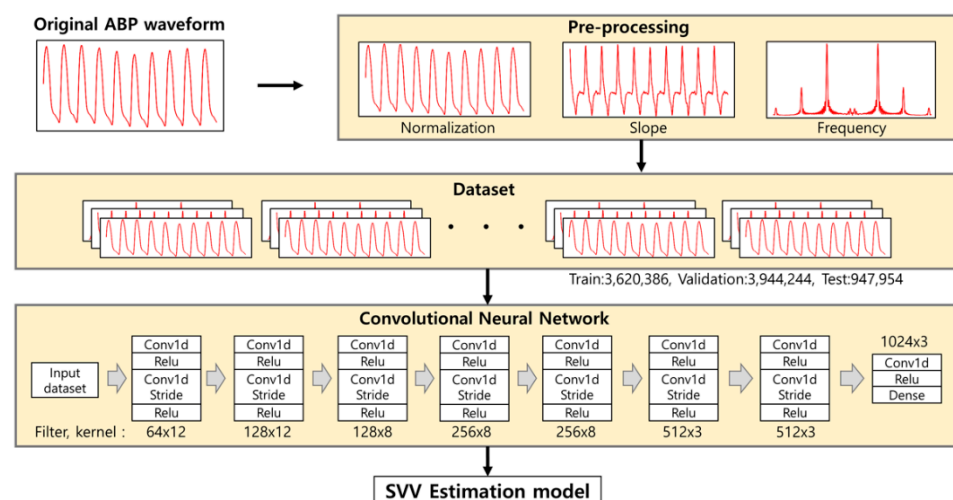 Original ABP waveform
Pre-processing
Normalization
Slope
Frequency
Dataset
Train:3,620,386, Validation:3,944,244, Test:947,954
Convolutional Neural Network
Input
dataset
Conv1d
Relu
Conv1d
Stride
Relu
Conv1d
Relu
Conv1d
Stride
Relu
Conv1d
Relu
Conv1d
Stride
Relu
Conv1d
Relu
Conv1d
Stride
Relu
Conv1d
Relu
Conv1d
Stride
Relu
Conv1d
Relu
Conv1d
Stride
Relu
Conv1d
Relu
Conv1d
Stride
Relu
1024x3
Conv1d
Relu
Dense
Filter, kernel : 64x12 128x12 128x8 256x8 256x8 512x3 512x3
SVV Estimation model